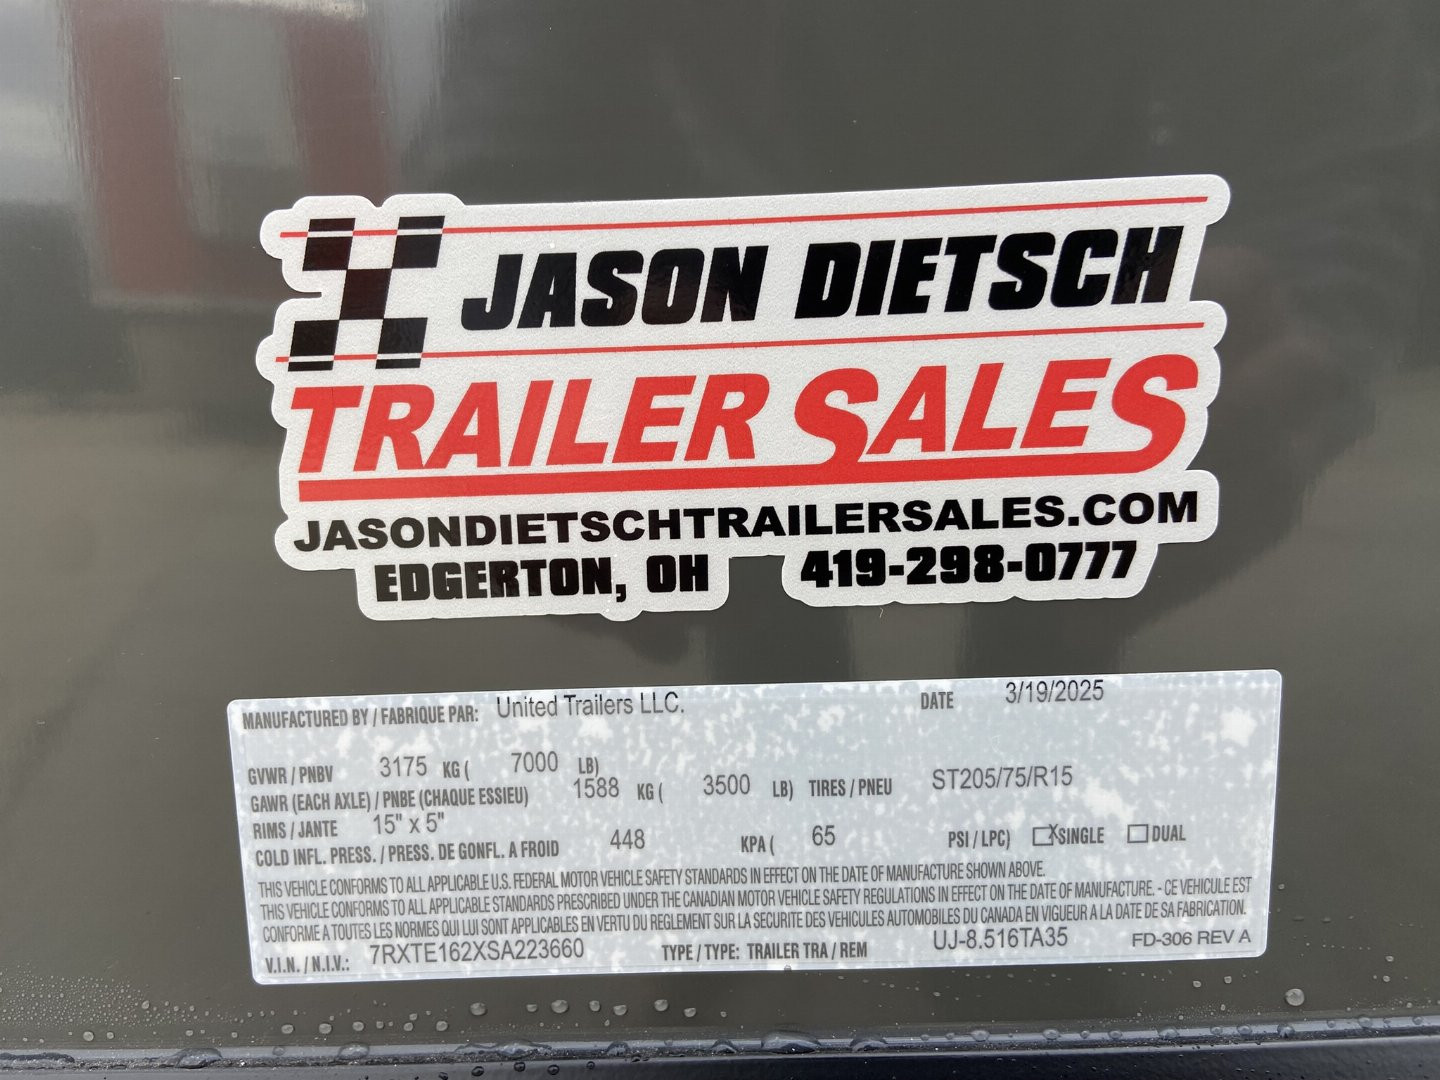 JASON DIETSCH
TRAILER SALES
JASONDIETSCHTRAILERSALES.COM
EDGERTON, OH 419-298-0777
MANUFACTURED BY / FABRIQUE PAR: United Trailers LLC. DATE 3/19/2025
GVWR / PNBV 3175 KG ( 7000 LB)
GAWR (EACH AXLE) / PNBE (CHAQUE ESSIEU) 1588 KG ( 3500 LB) TIRES / PNEU ST205/75/R15
RIMS / JANTE 15" x 5"
COLD INFL. PRESS. / PRESS. DE GONFL. A FROID 448 KPA ( 65 PSI / LPC) X SINGLE DUAL
THIS VEHICLE CONFORMS TO ALL APPLICABLE U.S. FEDERAL MOTOR VEHICLE SAFETY STANDARDS IN EFFECT ON THE DATE OF MANUFACTURE SHOWN ABOVE.
THIS VEHICLE CONFORMS TO ALL APPLICABLE STANDARDS PRESCRIBED UNDER THE CANADIAN MOTOR VEHICLE SAFETY REGULATIONS IN EFFECT ON THE DATE OF MANUFACTURE. - CE VEHICULE EST
CONFORME A TOUTES LES NORMES QUI LUI SONT APPLICABLES EN VERTU DU REGLEMENT SUR LA SECURITE DES VEHICULES AUTOMOBILES DU CANADA EN VIGUEUR A LA DATE DE SA FABRICATION.
V.I.N. / N.I.V.: 7RXTE162XSA223660 TYPE / TYPE: TRAILER TRA / REM UJ-8.516TA35 FD-306 REV A